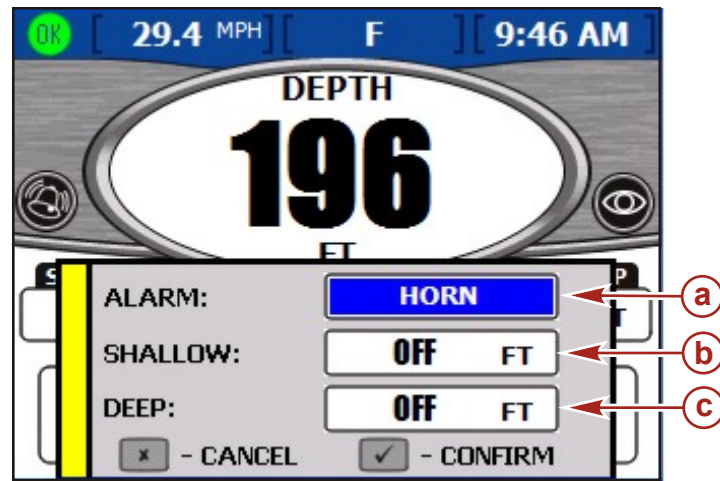 OK [ 29.4 MPH ] [ F ] [ 9:46 AM ]
DEPTH
196
FT
S P
T
ALARM: HORN a
SHALLOW: OFF FT b
DEEP: OFF FT c
x - CANCEL ✓ - CONFIRM